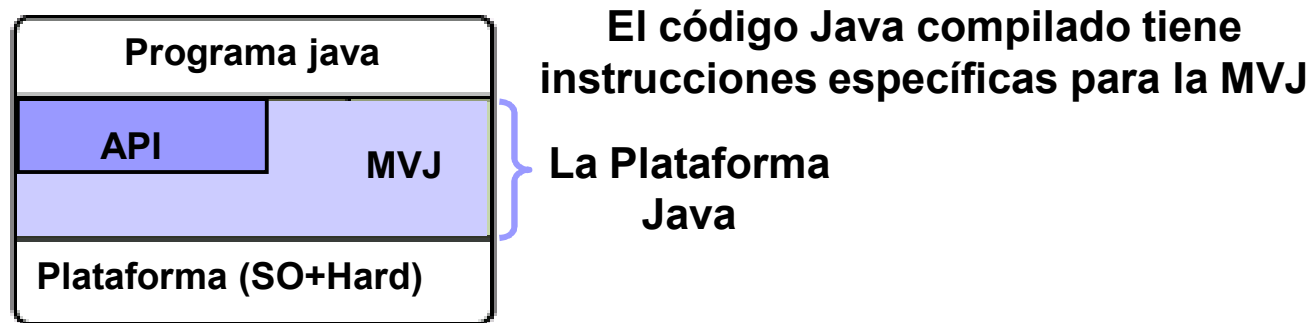 Programa java
API
MVJ
Plataforma (SO+Hard)
El código Java compilado tiene
instrucciones específicas para la MVJ
La Plataforma
Java